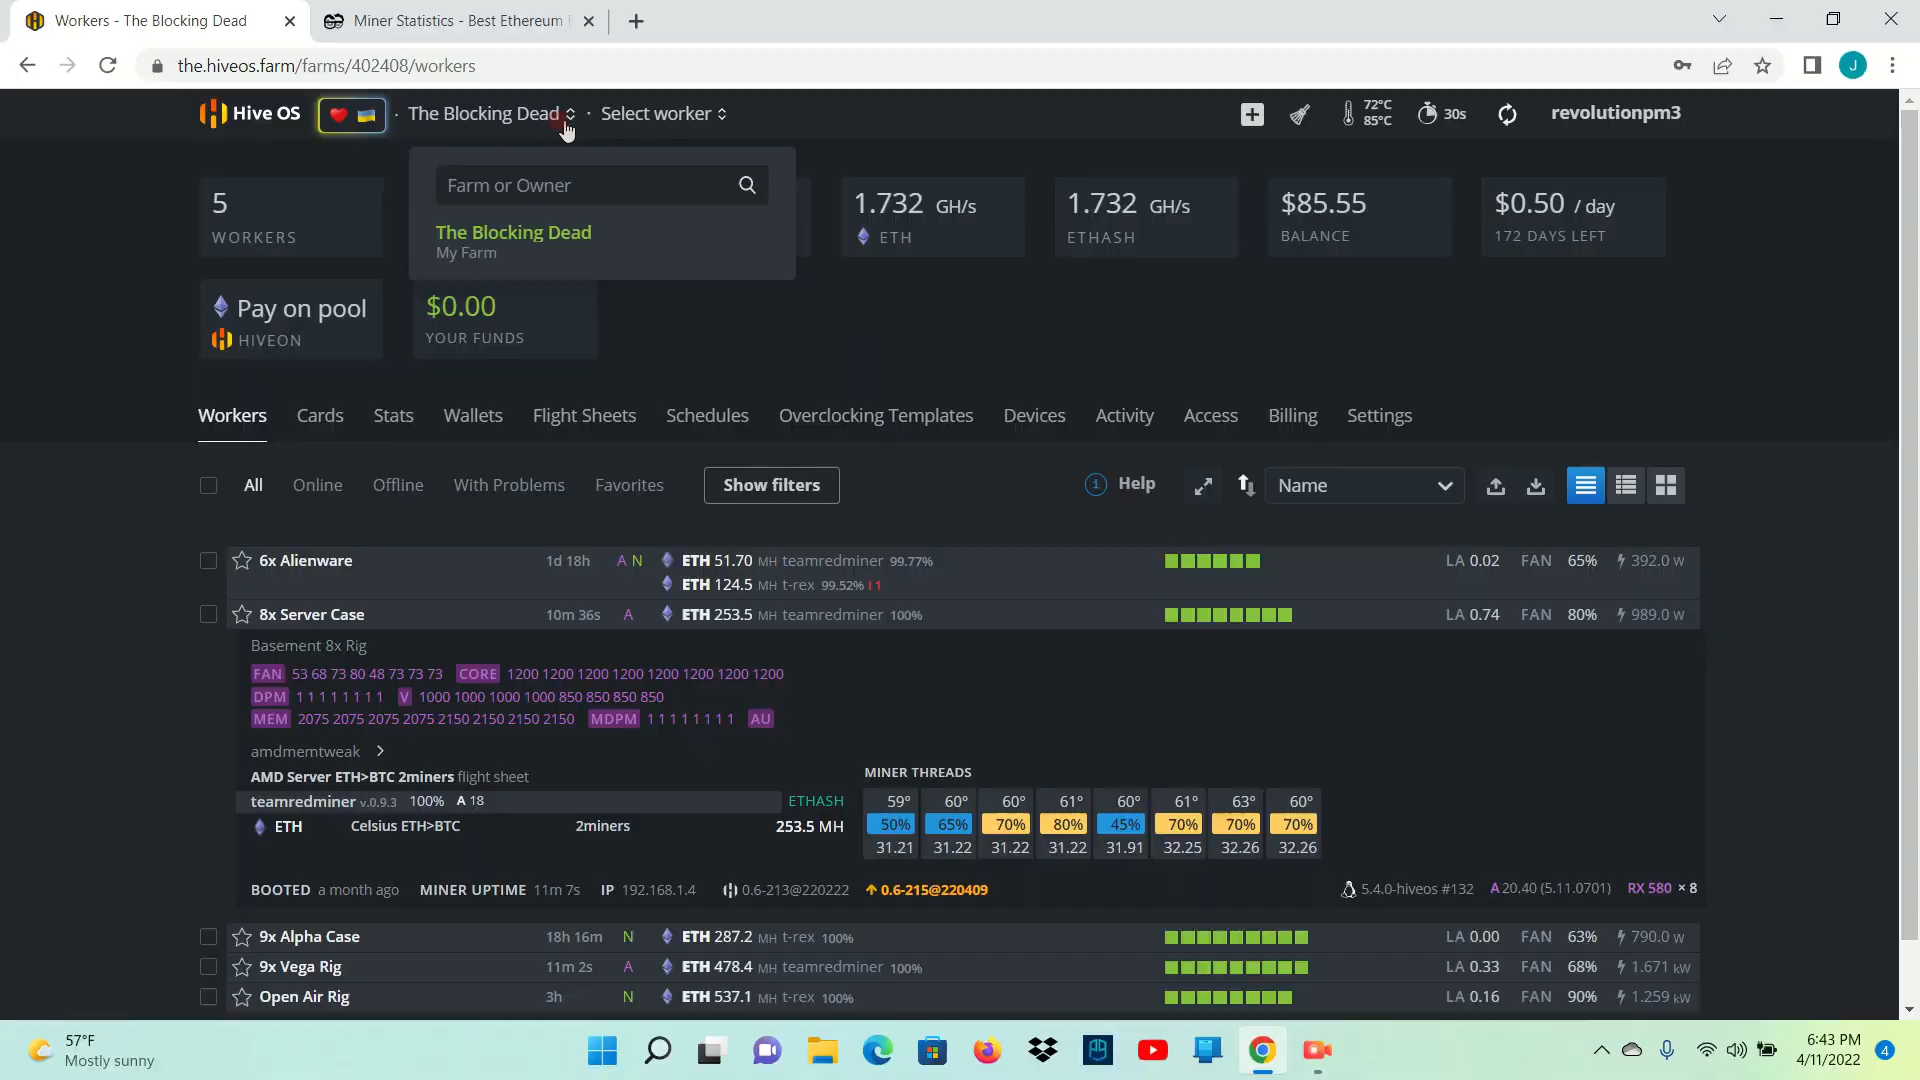 Workers - The Blocking Dead
Miner Statistics - Best Ethereum
the.hiveos.farm/farms/402408/workers
J
Hive OS · The Blocking Dead · Select worker
72°C
85°C
30s
revolutionpm3
Farm or Owner
The Blocking Dead
My Farm
5
WORKERS
1.732 GH/s
ETH
1.732 GH/s
ETHASH
$85.55
BALANCE
$0.50 / day
172 DAYS LEFT
Pay on pool
HIVEON
$0.00
YOUR FUNDS
Workers Cards Stats Wallets Flight Sheets Schedules Overclocking Templates Devices Activity Access Billing Settings
All Online Offline With Problems Favorites Show filters Help Name
6x Alienware 1d 18h A N ETH 51.70 MH teamredminer 99.77% LA 0.02 FAN 65% 392.0 W
ETH 124.5 MH t-rex 99.52% I 1
8x Server Case 10m 36s A ETH 253.5 MH teamredminer 100% LA 0.74 FAN 80% 989.0 W
Basement 8x Rig
FAN 53 68 73 80 48 73 73 73 CORE 1200 1200 1200 1200 1200 1200 1200 1200
DPM 1 1 1 1 1 1 1 1 V 1000 1000 1000 1000 850 850 850 850
MEM 2075 2075 2075 2075 2150 2150 2150 2150 MDPM 1 1 1 1 1 1 1 1 AU
amdmemtweak
AMD Server ETH>BTC 2miners flight sheet
teamredminer v.0.9.3 100% A 18 ETHASH
ETH Celsius ETH>BTC 2miners 253.5 MH
MINER THREADS
59° 60° 60° 61° 60° 61° 63° 60°
50% 65% 70% 80% 45% 70% 70% 70%
31.21 31.22 31.22 31.22 31.91 32.25 32.26 32.26
BOOTED a month ago MINER UPTIME 11m 7s IP 192.168.1.4 0.6-213@220222 0.6-215@220409 5.4.0-hiveos #132 A 20.40 (5.11.0701) RX 580 × 8
9x Alpha Case 18h 16m N ETH 287.2 MH t-rex 100% LA 0.00 FAN 63% 790.0 W
9x Vega Rig 11m 2s A ETH 478.4 MH teamredminer 100% LA 0.33 FAN 68% 1.671 kW
Open Air Rig 3h N ETH 537.1 MH t-rex 100% LA 0.16 FAN 90% 1.259 kW
57°F
Mostly sunny
6:43 PM
4/11/2022
4